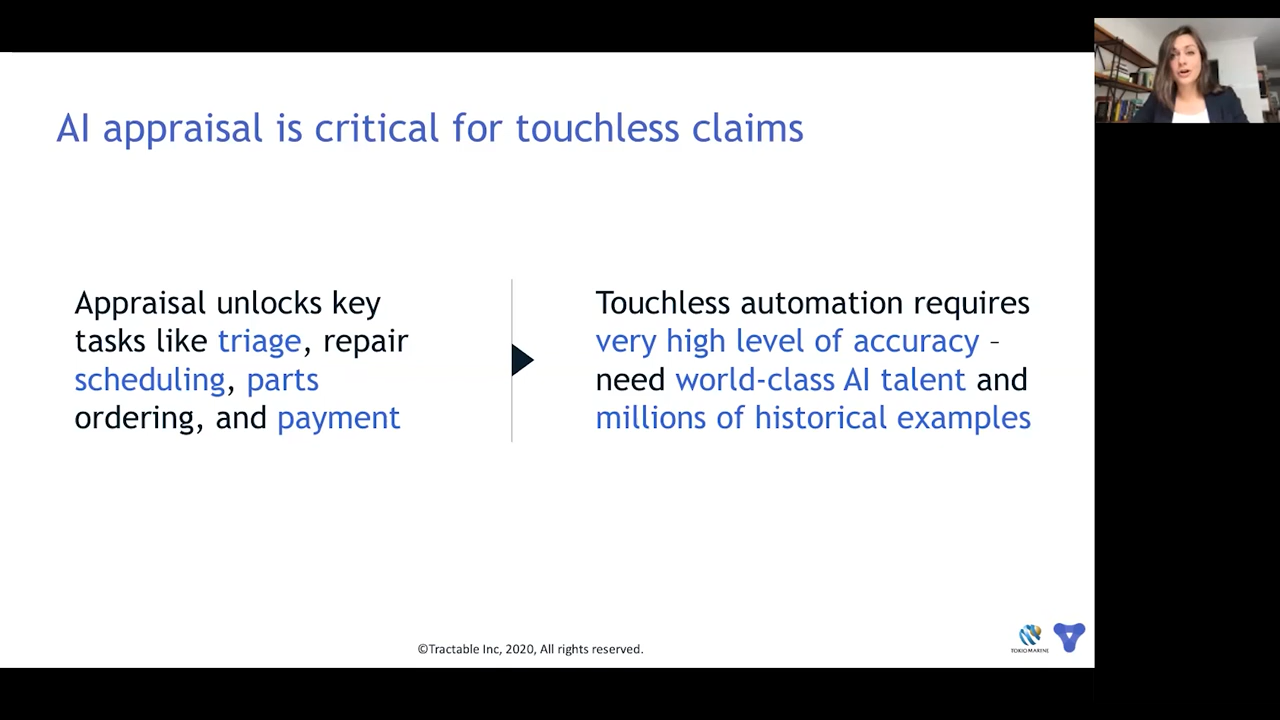 AI appraisal is critical for touchless claims
Appraisal unlocks key
tasks like triage, repair
scheduling, parts
ordering, and payment
Touchless automation requires
very high level of accuracy –
need world-class AI talent and
millions of historical examples
©Tractable Inc, 2020, All rights reserved.
TOKIO MARINE